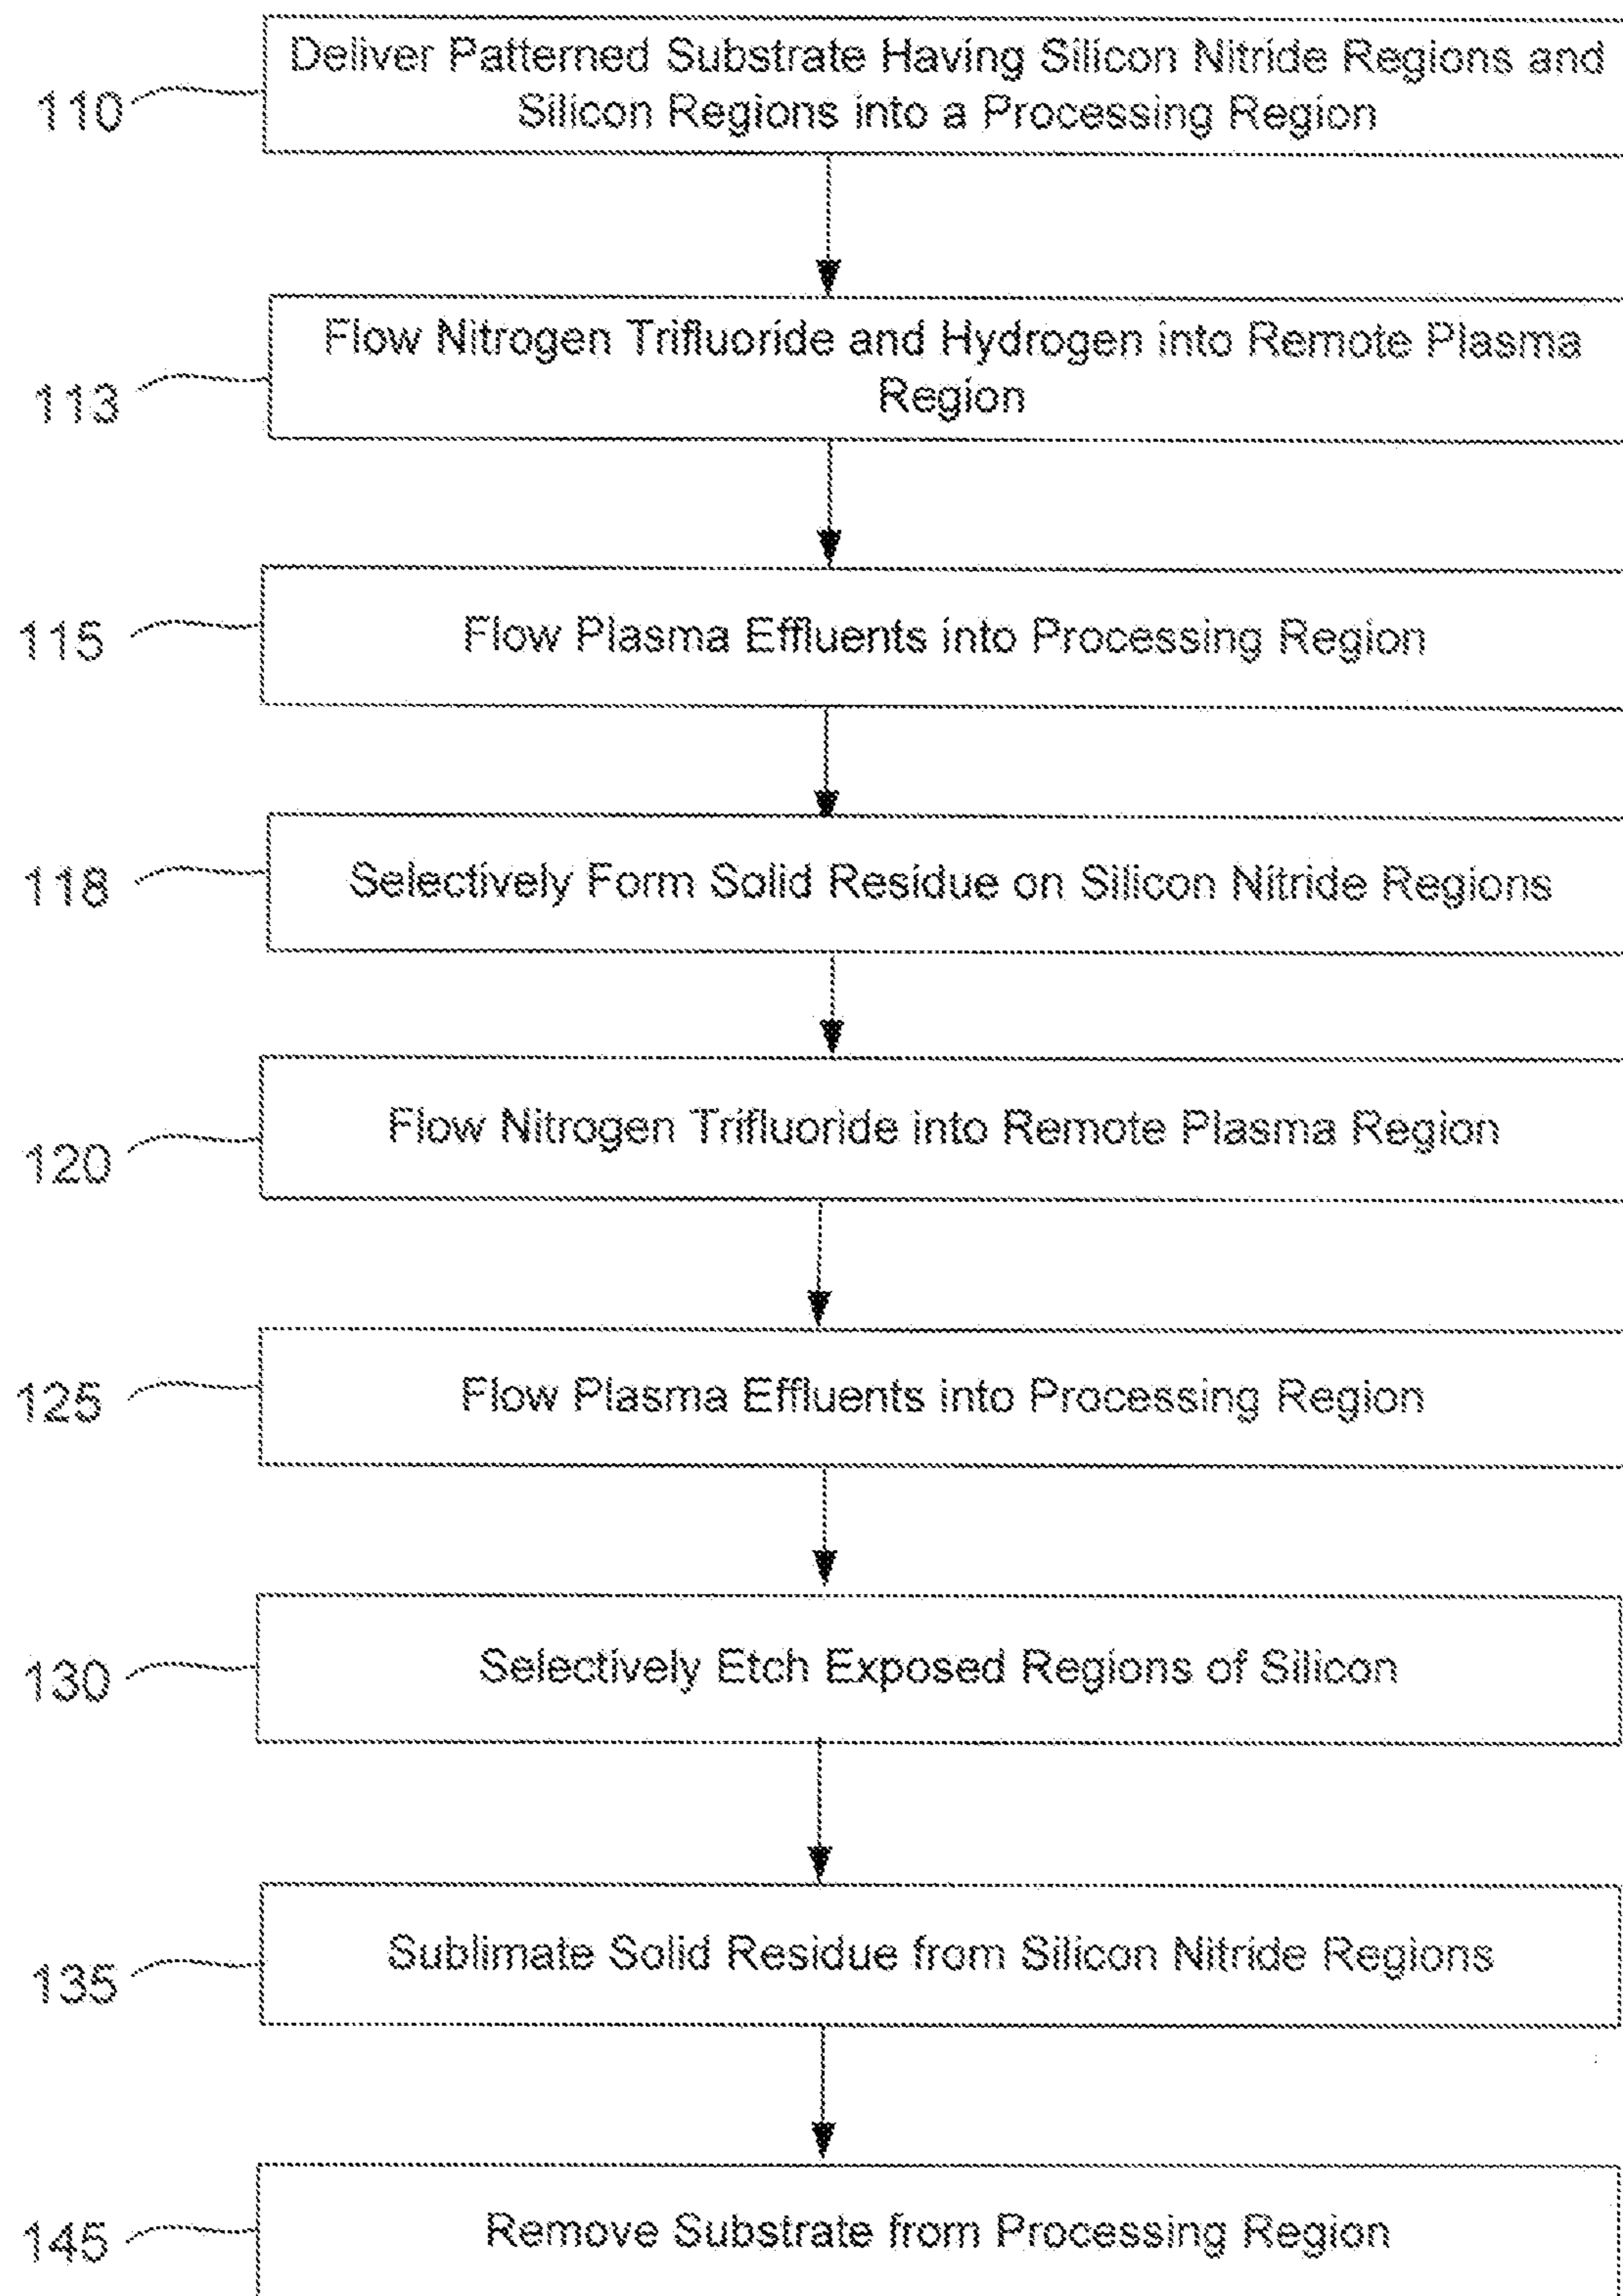 Deliver Patterned Substrate Having Silicon Nitride Regions and
110
Silicon Regions into a Processing Region
Flow Nitrogen Trifluoride and Hydrogen into Remote Plasma
113
Region
115
Flow Plasma Effluents into Processing Region
118
Selectively Form Solid Residue on Silicon Nitride Regions
120
Flow Nitrogen Trifluoride into Remote Plasma Region
125
Flow Plasma Effluents into Processing Region
130
Selectively Etch Exposed Regions of Silicon
135
Sublimate Solid Residue from Silicon Nitride Regions
145
Remove Substrate from Processing Region